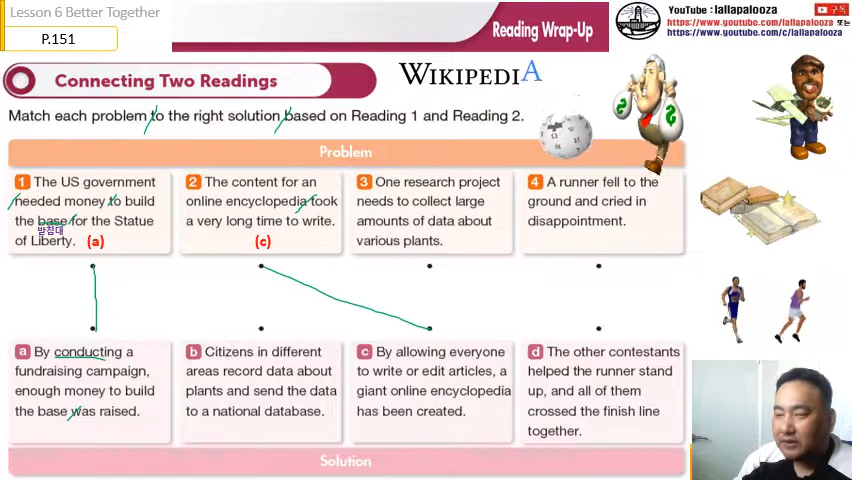 Lesson 6 Better Together
P.151
Reading Wrap-Up
YouTube : lallapalooza
구독
https://www.youtube.com/lallapalooza 또는
https://www.youtube.com/c/lallapalooza
Connecting Two Readings
WIKIPEDIA
Match each problem to the right solution based on Reading 1 and Reading 2.
Problem
1 The US government
needed money to build
the base for the Statue
받침대
of Liberty. (a)
2 The content for an
online encyclopedia took
a very long time to write.
(c)
3 One research project
needs to collect large
amounts of data about
various plants.
4 A runner fell to the
ground and cried in
disappointment.
a By conducting a
fundraising campaign,
enough money to build
the base was raised.
b Citizens in different
areas record data about
plants and send the data
to a national database.
c By allowing everyone
to write or edit articles, a
giant online encyclopedia
has been created.
d The other contestants
helped the runner stand
up, and all of them
crossed the finish line
together.
Solution